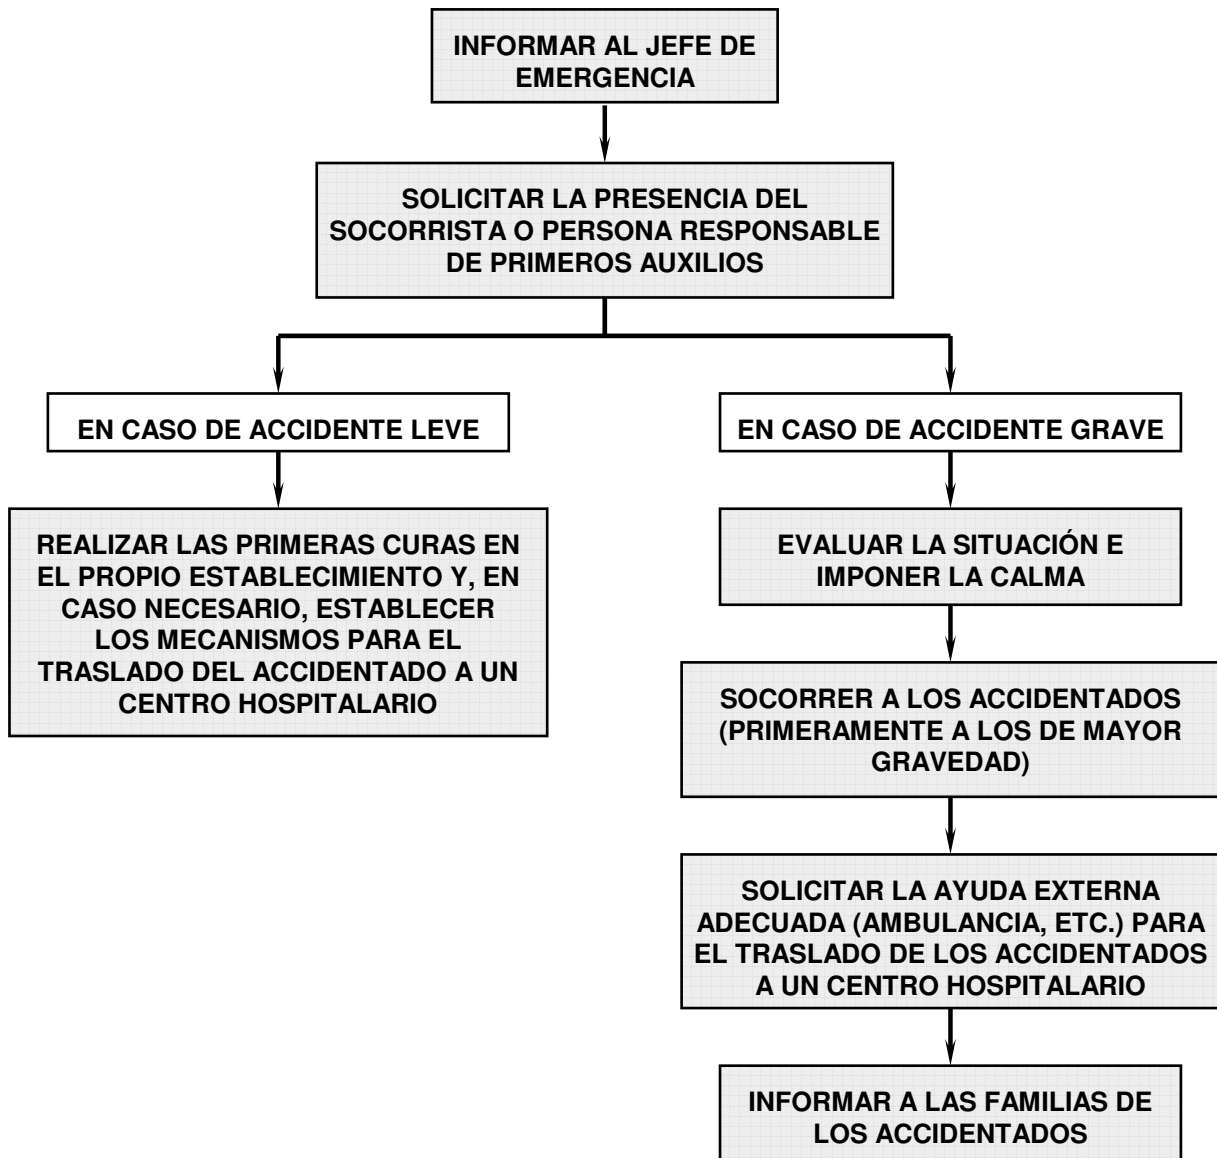 INFORMAR AL JEFE DE
EMERGENCIA
SOLICITAR LA PRESENCIA DEL
SOCORRISTA O PERSONA RESPONSABLE
DE PRIMEROS AUXILIOS
EN CASO DE ACCIDENTE LEVE
REALIZAR LAS PRIMERAS CURAS EN
EL PROPIO ESTABLECIMIENTO Y, EN
CASO NECESARIO, ESTABLECER
LOS MECANISMOS PARA EL
TRASLADO DEL ACCIDENTADO A UN
CENTRO HOSPITALARIO
EN CASO DE ACCIDENTE GRAVE
EVALUAR LA SITUACIÓN E
IMPONER LA CALMA
SOCORRER A LOS ACCIDENTADOS
(PRIMERAMENTE A LOS DE MAYOR
GRAVEDAD)
SOLICITAR LA AYUDA EXTERNA
ADECUADA (AMBULANCIA, ETC.) PARA
EL TRASLADO DE LOS ACCIDENTADOS
A UN CENTRO HOSPITALARIO
INFORMAR A LAS FAMILIAS DE
LOS ACCIDENTADOS